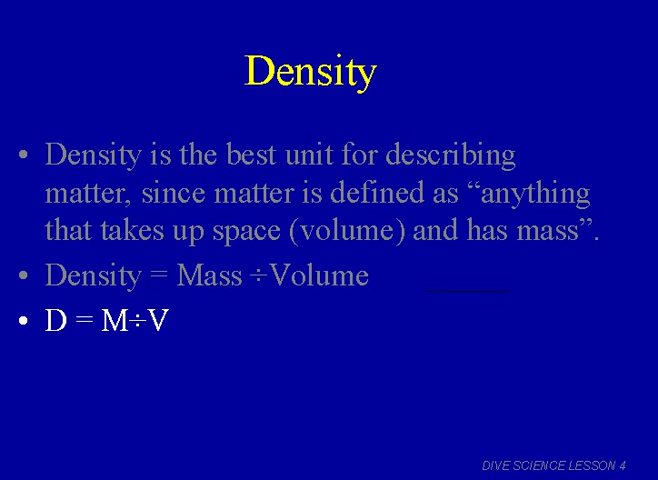 Density
• Density is the best unit for describing
matter, since matter is defined as “anything
that takes up space (volume) and has mass”.
• Density = Mass ÷Volume
• D = M÷V
DIVE SCIENCE LESSON 4